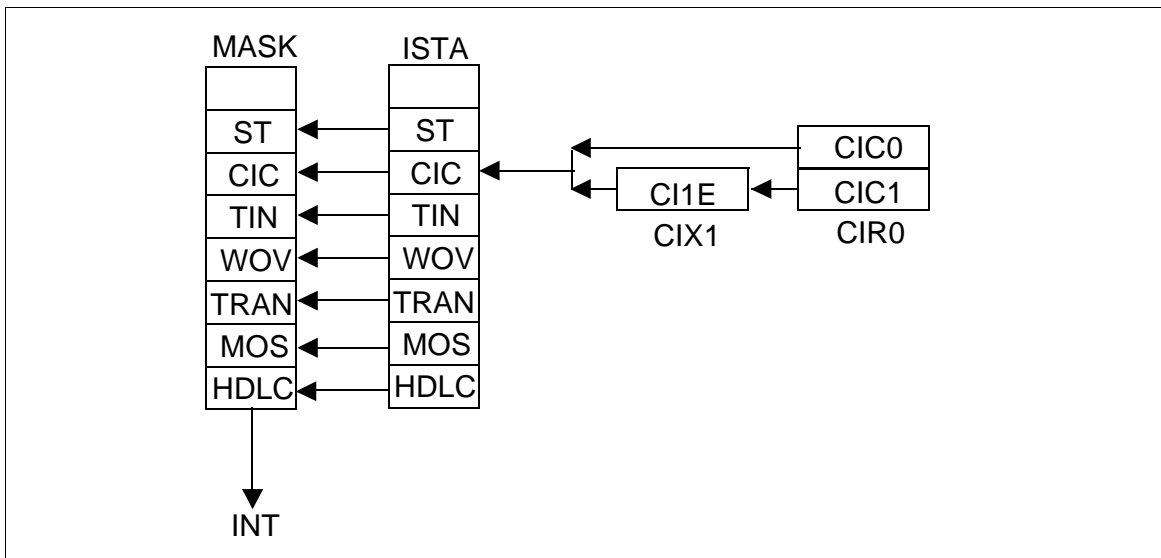 MASK ISTA
ST ST CIC0
CIC CIC CI1E CIC1
TIN TIN CIX1 CIR0
WOV WOV
TRAN TRAN
MOS MOS
HDLC HDLC
INT